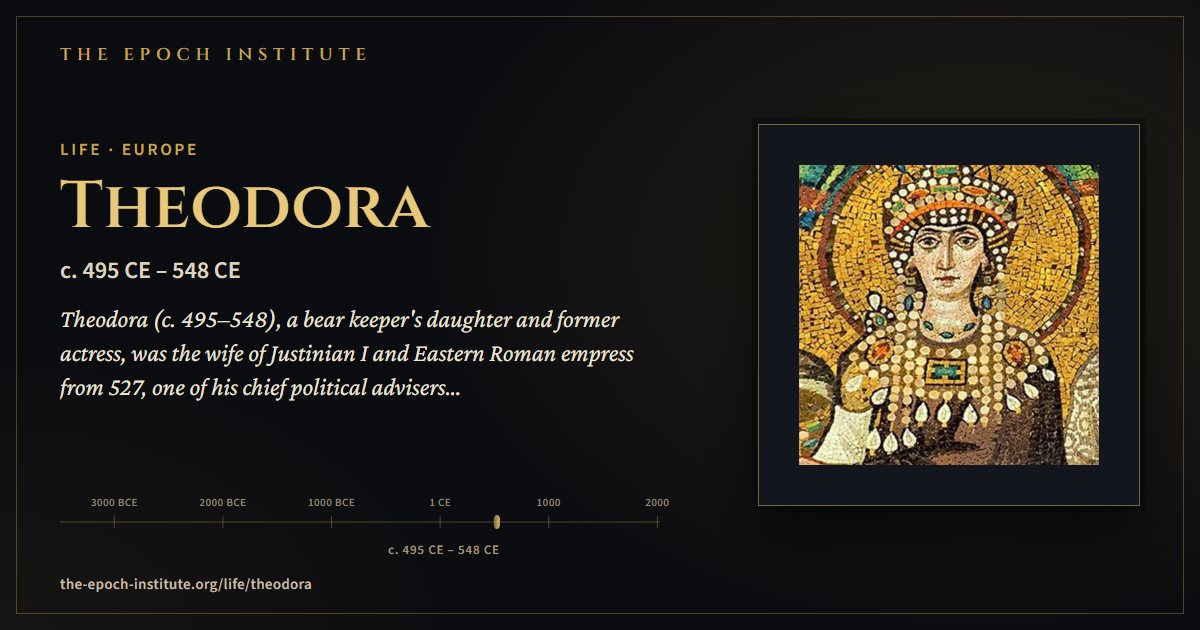 THE EPOCH INSTITUTE
LIFE · EUROPE
THEODORA
c. 495 CE – 548 CE
Theodora (c. 495–548), a bear keeper's daughter and former
actress, was the wife of Justinian I and Eastern Roman empress
from 527, one of his chief political advisers...
3000 BCE 2000 BCE 1000 BCE 1 CE 1000 2000
c. 495 CE – 548 CE
the-epoch-institute.org/life/theodora